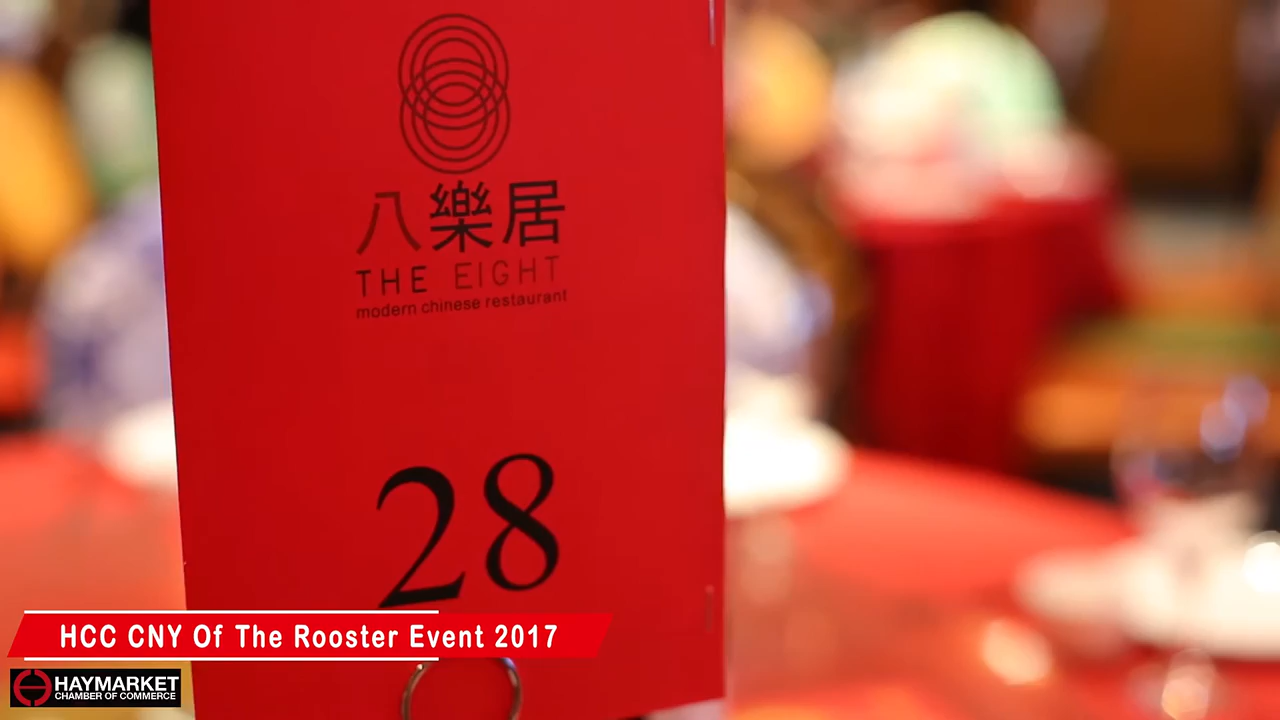 八樂居
THE EIGHT
modern chinese restaurant
28
HCC CNY Of The Rooster Event 2017
HAYMARKET
CHAMBER OF COMMERCE